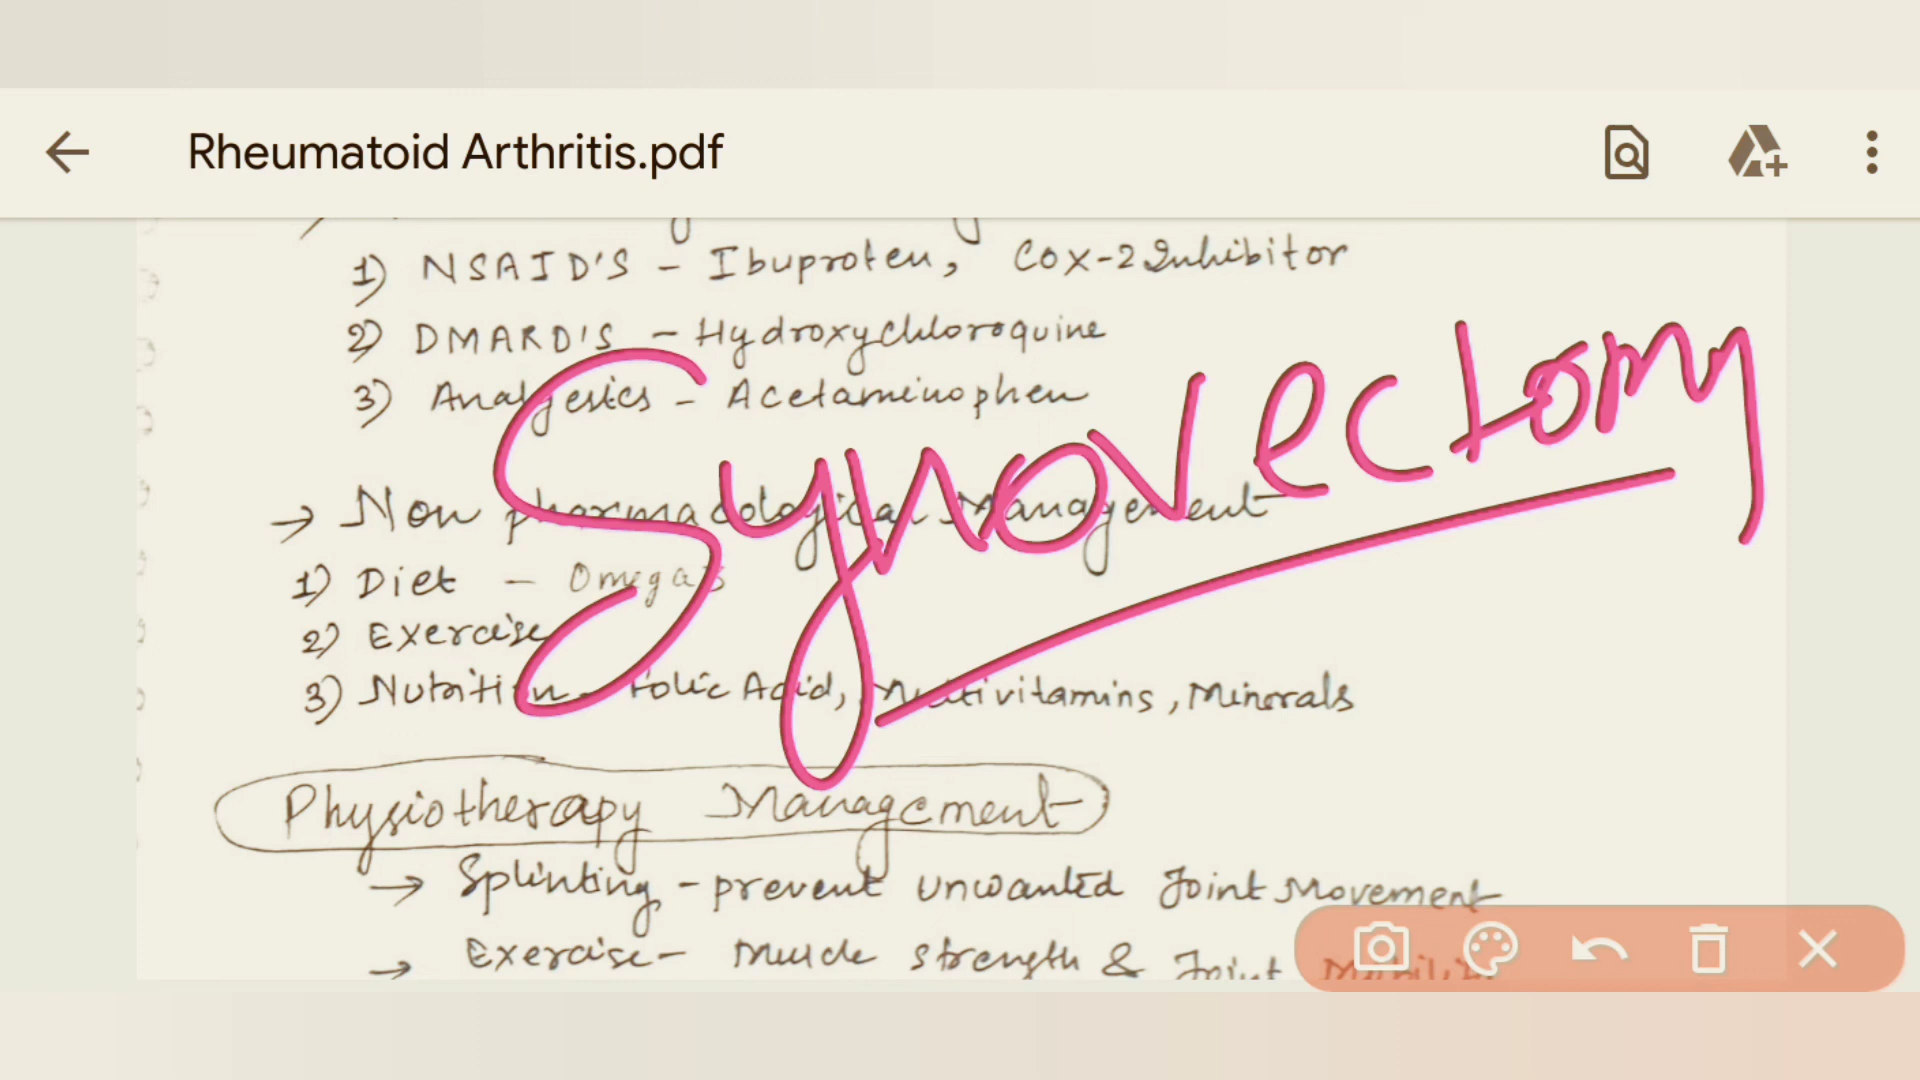 Rheumatoid Arthritis.pdf
1) NSAID'S - Ibuprofen, Cox-2 Inhibitor
2) DMARD'S - Hydroxychloroquine
3) Analgesics - Acetaminophen
Synovectomy
→ Non pharmacological Management
1) Diet - Omega 3
2) Exercise
3) Nutrition - Folic Acid, Multivitamins, Minerals
Physiotherapy Management
→ Splinting - prevent unwanted Joint Movement
→ Exercise - Muscle strength & Joint Mobility